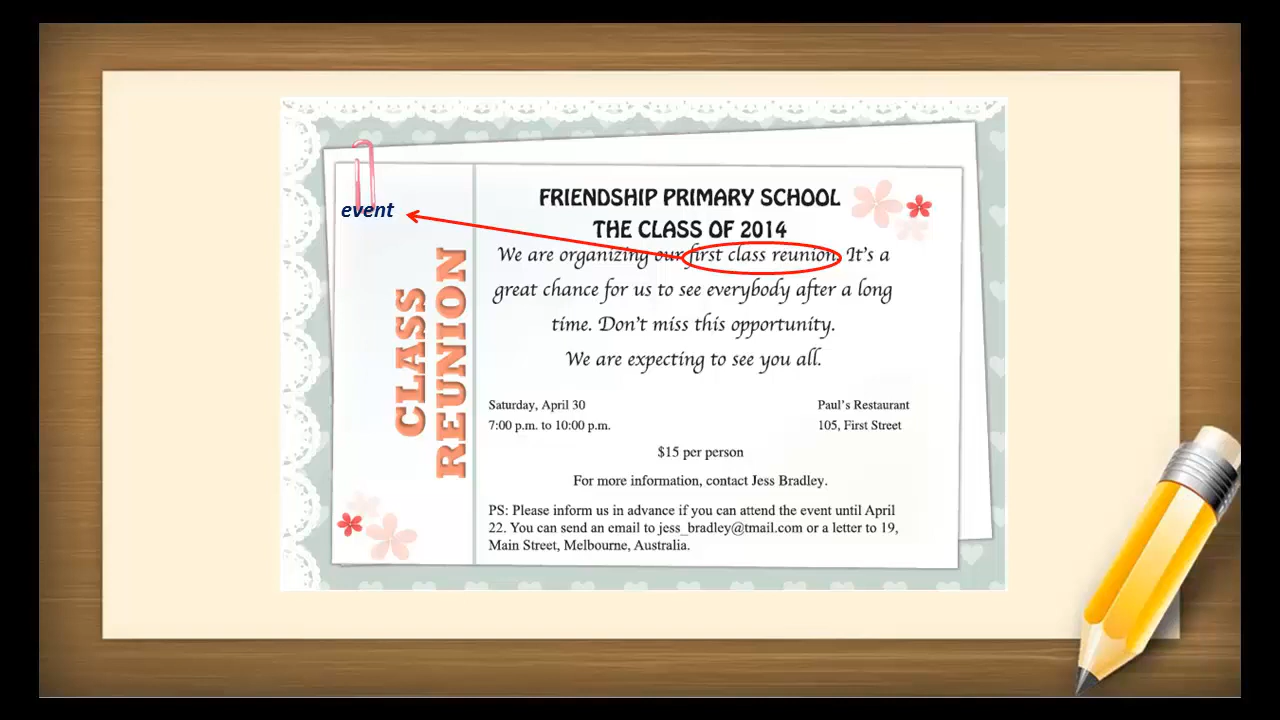 event
CLASS
REUNION
FRIENDSHIP PRIMARY SCHOOL
THE CLASS OF 2014
We are organizing our first class reunion. It's a
great chance for us to see everybody after a long
time. Don't miss this opportunity.
We are expecting to see you all.
Saturday, April 30
7:00 p.m. to 10:00 p.m.
Paul's Restaurant
105, First Street
$15 per person
For more information, contact Jess Bradley.
PS: Please inform us in advance if you can attend the event until April
22. You can send an email to jess_bradley@tmail.com or a letter to 19,
Main Street, Melbourne, Australia.